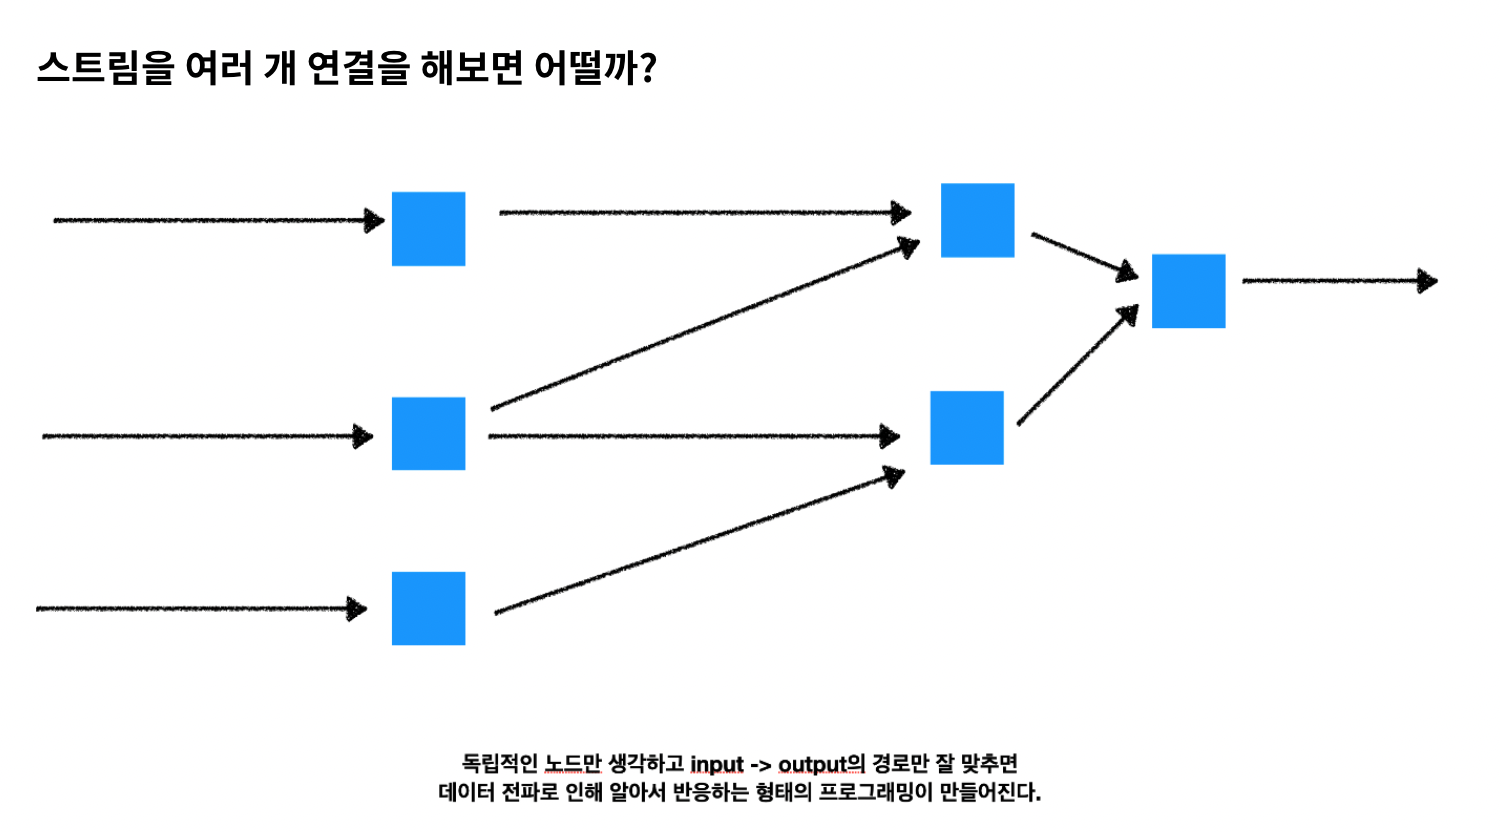 스트림을 여러 개 연결을 해보면 어떨까?
독립적인 노드만 생각하고 input -> output의 경로만 잘 맞추면
데이터 전파로 인해 알아서 반응하는 형태의 프로그래밍이 만들어진다.